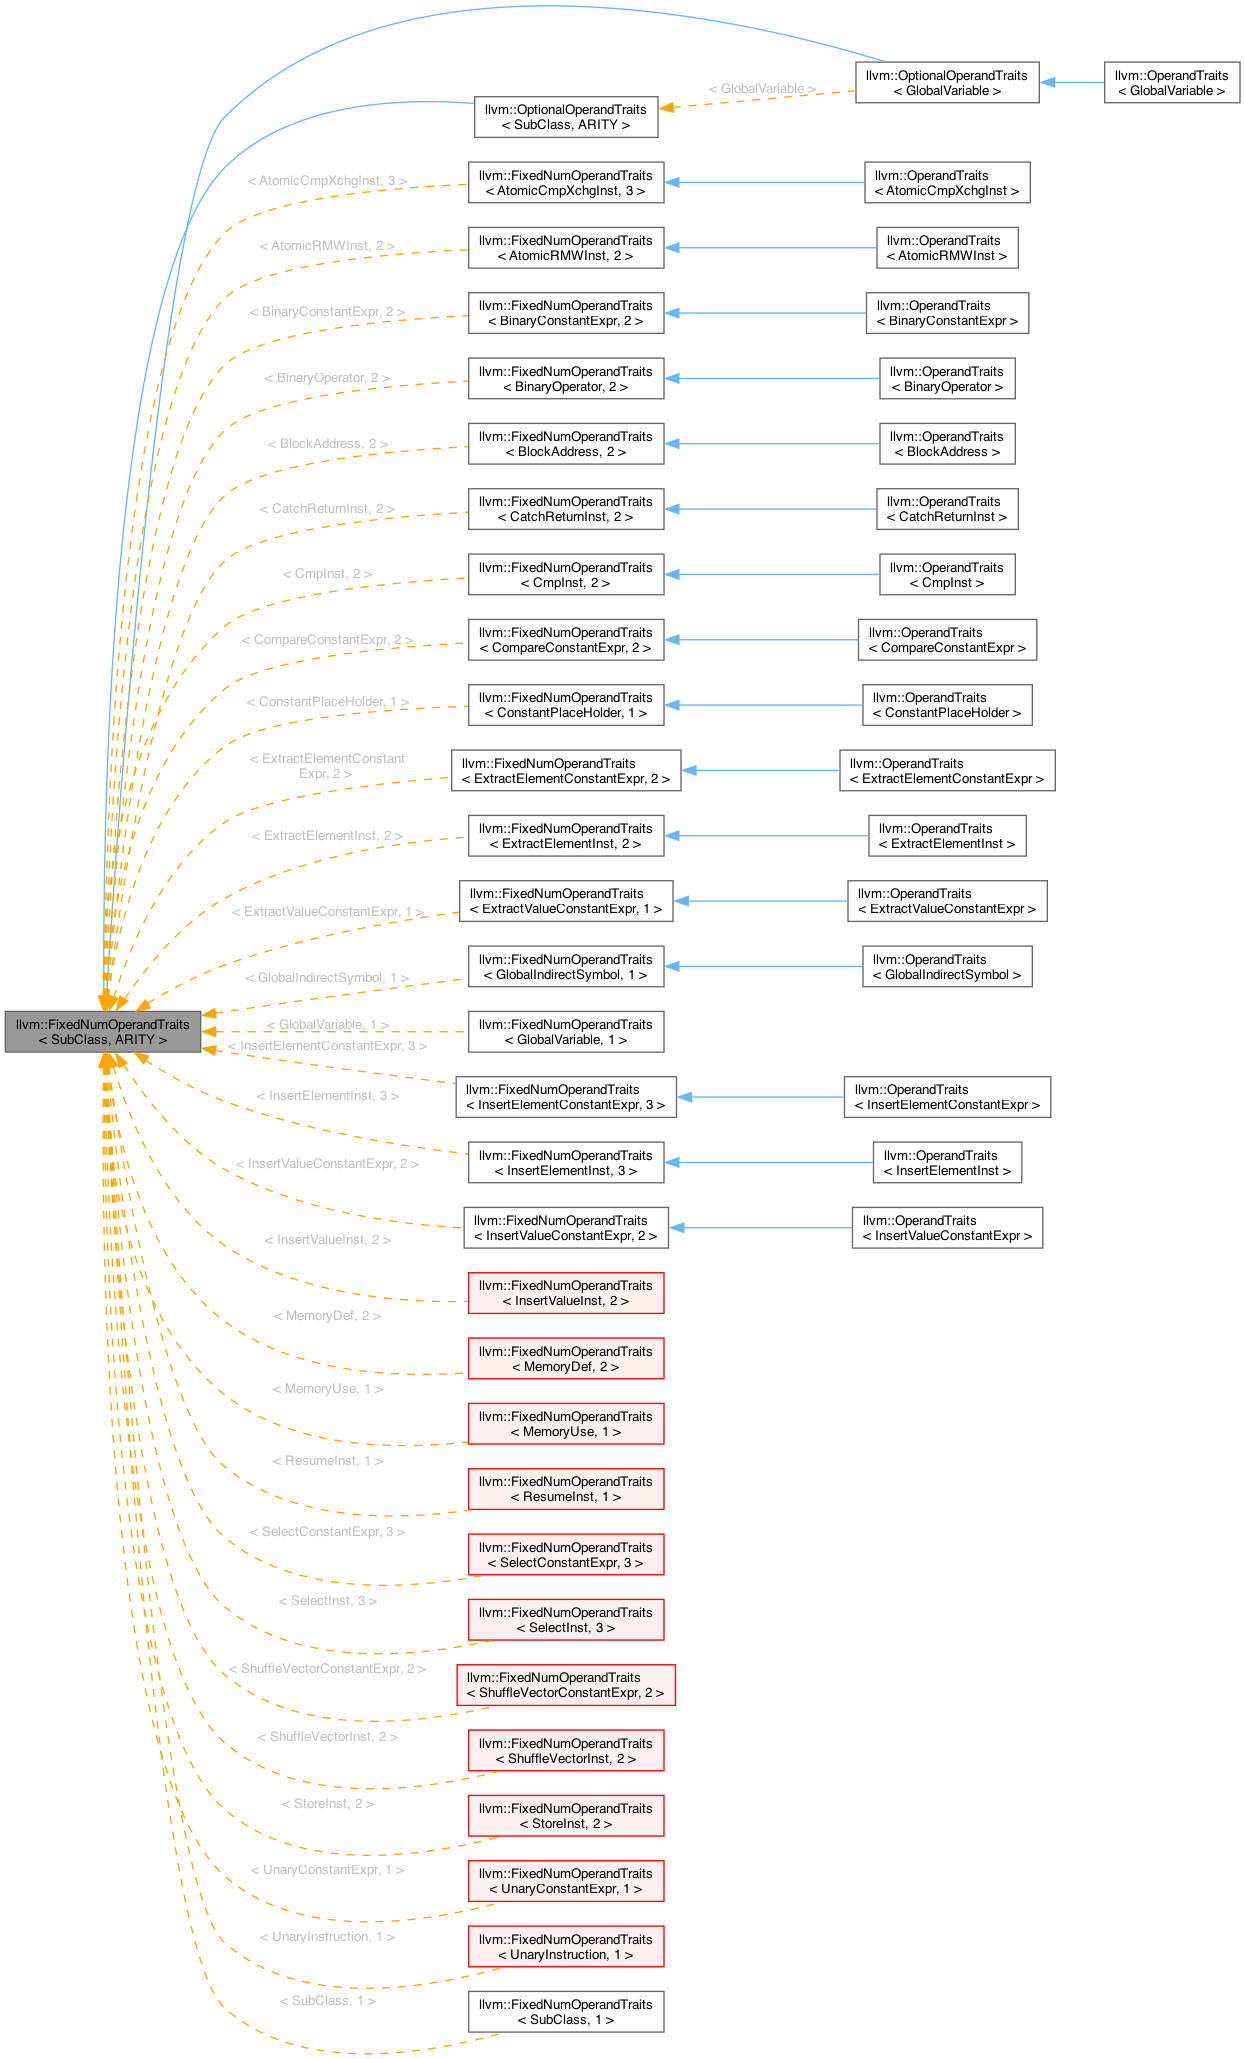 llvm::OptionalOperandTraits
< GlobalVariable >
llvm::OperandTraits
< GlobalVariable >
< GlobalVariable >
llvm::OptionalOperandTraits
< SubClass, ARITY >
< AtomicCmpXchgInst, 3 >
llvm::FixedNumOperandTraits
< AtomicCmpXchgInst, 3 >
llvm::OperandTraits
< AtomicCmpXchgInst >
< AtomicRMWInst, 2 >
llvm::FixedNumOperandTraits
< AtomicRMWInst, 2 >
llvm::OperandTraits
< AtomicRMWInst >
< BinaryConstantExpr, 2 >
llvm::FixedNumOperandTraits
< BinaryConstantExpr, 2 >
llvm::OperandTraits
< BinaryConstantExpr >
< BinaryOperator, 2 >
llvm::FixedNumOperandTraits
< BinaryOperator, 2 >
llvm::OperandTraits
< BinaryOperator >
< BlockAddress, 2 >
llvm::FixedNumOperandTraits
< BlockAddress, 2 >
llvm::OperandTraits
< BlockAddress >
< CatchReturnInst, 2 >
llvm::FixedNumOperandTraits
< CatchReturnInst, 2 >
llvm::OperandTraits
< CatchReturnInst >
< CmpInst, 2 >
llvm::FixedNumOperandTraits
< CmpInst, 2 >
llvm::OperandTraits
< CmpInst >
< CompareConstantExpr, 2 >
llvm::FixedNumOperandTraits
< CompareConstantExpr, 2 >
llvm::OperandTraits
< CompareConstantExpr >
< ConstantPlaceHolder, 1 >
llvm::FixedNumOperandTraits
< ConstantPlaceHolder, 1 >
llvm::OperandTraits
< ConstantPlaceHolder >
< ExtractElementConstant
Expr, 2 >
llvm::FixedNumOperandTraits
< ExtractElementConstantExpr, 2 >
llvm::OperandTraits
< ExtractElementConstantExpr >
< ExtractElementInst, 2 >
llvm::FixedNumOperandTraits
< ExtractElementInst, 2 >
llvm::OperandTraits
< ExtractElementInst >
< ExtractValueConstantExpr, 1 >
llvm::FixedNumOperandTraits
< ExtractValueConstantExpr, 1 >
llvm::OperandTraits
< ExtractValueConstantExpr >
< GlobalIndirectSymbol, 1 >
llvm::FixedNumOperandTraits
< GlobalIndirectSymbol, 1 >
llvm::OperandTraits
< GlobalIndirectSymbol >
llvm::FixedNumOperandTraits
< SubClass, ARITY >
< GlobalVariable, 1 >
llvm::FixedNumOperandTraits
< GlobalVariable, 1 >
< InsertElementConstantExpr, 3 >
llvm::FixedNumOperandTraits
< InsertElementConstantExpr, 3 >
llvm::OperandTraits
< InsertElementConstantExpr >
< InsertElementInst, 3 >
llvm::FixedNumOperandTraits
< InsertElementInst, 3 >
llvm::OperandTraits
< InsertElementInst >
< InsertValueConstantExpr, 2 >
llvm::FixedNumOperandTraits
< InsertValueConstantExpr, 2 >
llvm::OperandTraits
< InsertValueConstantExpr >
< InsertValueInst, 2 >
llvm::FixedNumOperandTraits
< InsertValueInst, 2 >
< MemoryDef, 2 >
llvm::FixedNumOperandTraits
< MemoryDef, 2 >
< MemoryUse, 1 >
llvm::FixedNumOperandTraits
< MemoryUse, 1 >
< ResumeInst, 1 >
llvm::FixedNumOperandTraits
< ResumeInst, 1 >
< SelectConstantExpr, 3 >
llvm::FixedNumOperandTraits
< SelectConstantExpr, 3 >
< SelectInst, 3 >
llvm::FixedNumOperandTraits
< SelectInst, 3 >
< ShuffleVectorConstantExpr, 2 >
llvm::FixedNumOperandTraits
< ShuffleVectorConstantExpr, 2 >
< ShuffleVectorInst, 2 >
llvm::FixedNumOperandTraits
< ShuffleVectorInst, 2 >
< StoreInst, 2 >
llvm::FixedNumOperandTraits
< StoreInst, 2 >
< UnaryConstantExpr, 1 >
llvm::FixedNumOperandTraits
< UnaryConstantExpr, 1 >
< UnaryInstruction, 1 >
llvm::FixedNumOperandTraits
< UnaryInstruction, 1 >
< SubClass, 1 >
llvm::FixedNumOperandTraits
< SubClass, 1 >